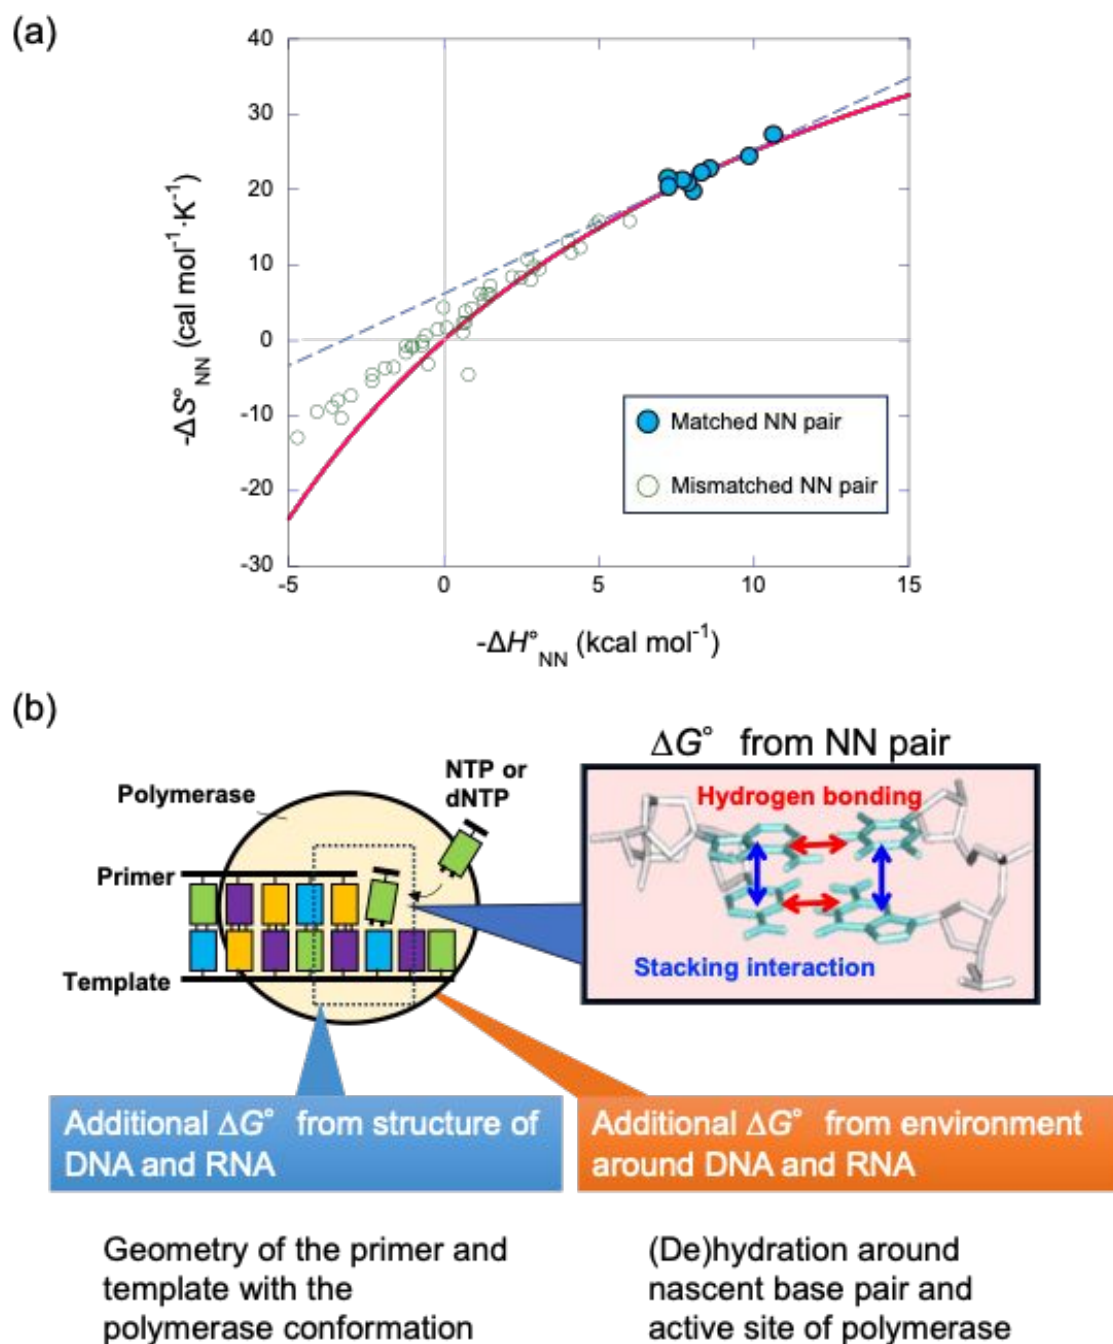 (a)
40
30
20
10
0
-10
-20
-30
-5
0
5
10
15
-ΔS°NN (cal mol-1·K-1)
-ΔH°NN (kcal mol-1)
Matched NN pair
Mismatched NN pair
(b)
ΔG° from NN pair
NTP or
dNTP
Polymerase
Hydrogen bonding
Primer
Stacking interaction
Template
Additional ΔG° from structure of
DNA and RNA
Additional ΔG° from environment
around DNA and RNA
Geometry of the primer and
template with the
polymerase conformation
(De)hydration around
nascent base pair and
active site of polymerase